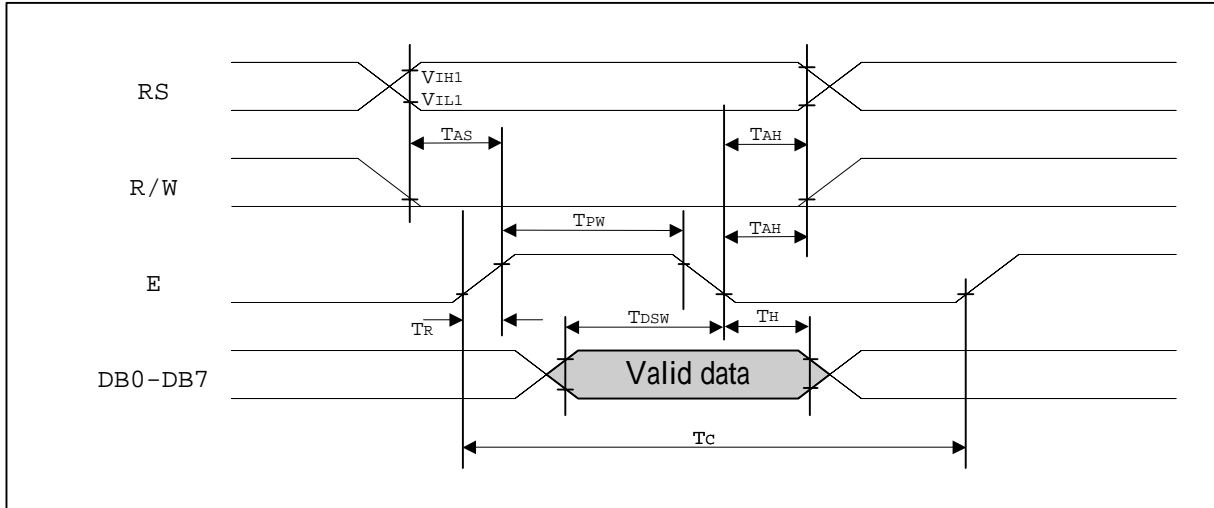 RS
VIH1
VIL1
TAS
TAH
R/W
TPW
TAH
E
TR
TDSW
TH
DB0-DB7
Valid data
TC